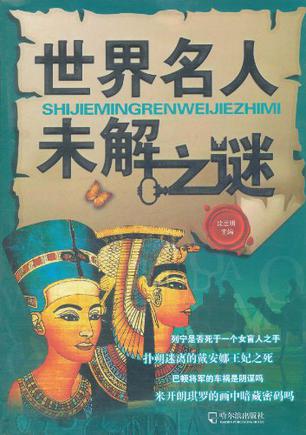 世界名人
SHIJIEMINGRENWEIJIEZHIMI
未解之谜
主编
列宁是否死于一个女盲人之手
扑朔迷离的戴安娜王妃之死
巴顿将军的车祸是阴谋吗
米开朗琪罗的画中暗藏密码吗
哈尔滨出版社